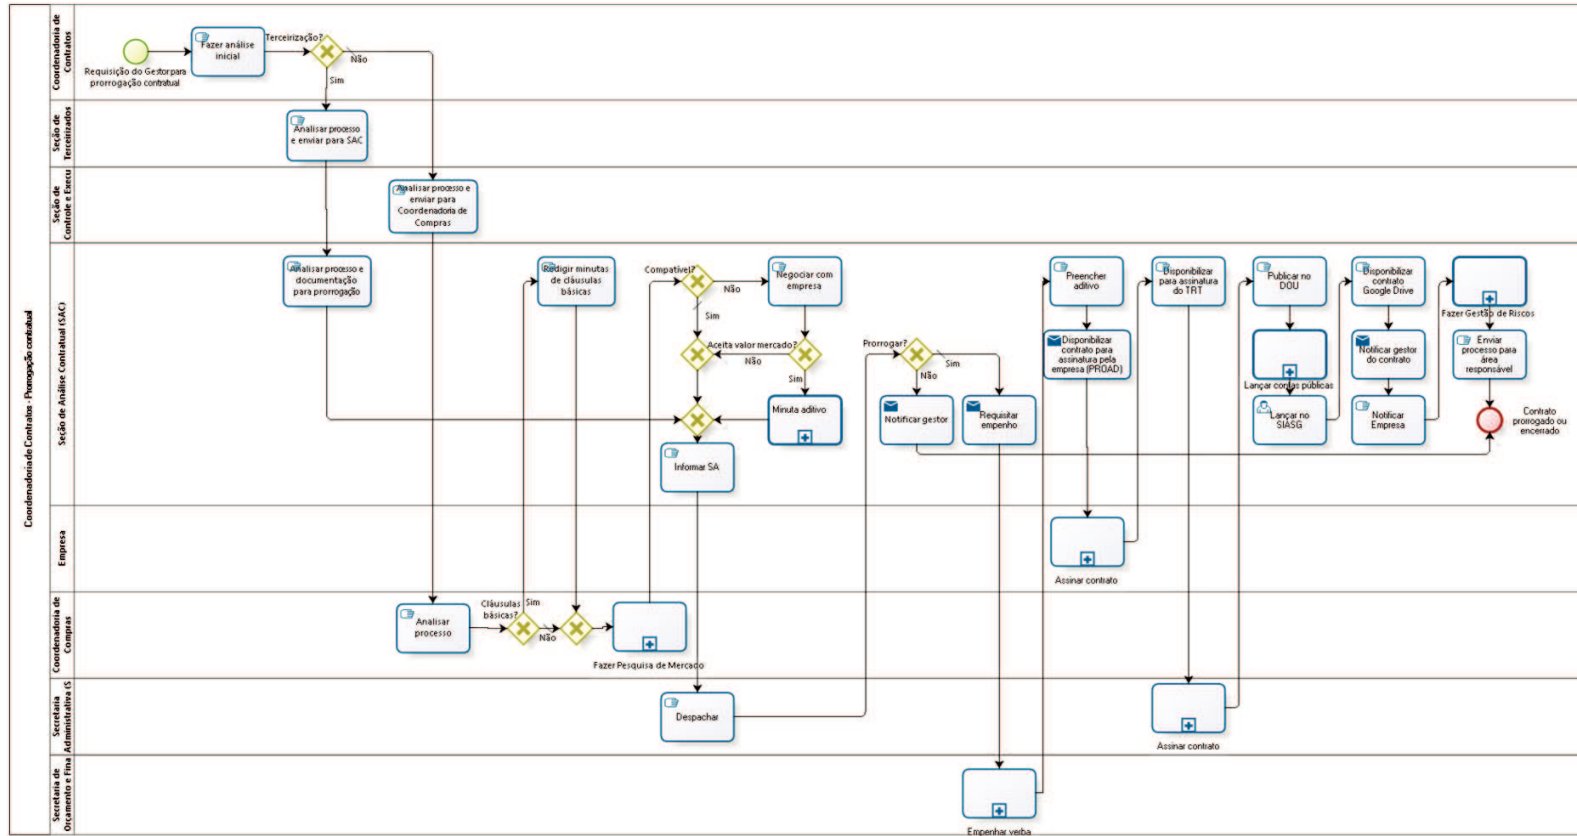 Coordenadoria de Contratos - Prorrogação contratual
Coordenadoria de
Contratos
Requisição do Gestor para
prorrogação contratual
Fazer análise
inicial
Terceirização?
Não
Sim
Seção de
Terceirizados
Analisar processo
e enviar para SAC
Seção de
Controle e Execu
Analisar processo e
enviar para
Coordenadoria de
Compras
Seção de Análise Contratual (SAC)
Analisar processo e
documentação
para prorrogação
Redigir minutas
de cláusulas
básicas
Compatível?
Não
Sim
Negociar com
empresa
Aceita valor mercado?
Não
Sim
Minuta aditivo
Informar SA
Prorrogar?
Sim
Não
Notificar gestor
Requisitar
empenho
Preencher
aditivo
Disponibilizar
contrato para
assinatura pela
empresa (PROAD)
Disponibilizar
para assinatura
do TRT
Publicar no
DOU
Lançar contas públicas
Lançar no
SIASG
Disponibilizar
contrato
Google Drive
Notificar gestor
do contrato
Notificar
Empresa
Fazer Gestão de Riscos
Enviar
processo para
área
responsável
Contrato
prorrogado ou
encerrado
Empresa
Assinar contrato
Coordenadoria de
Compras
Analisar
processo
Cláusulas
básicas?
Sim
Não
Fazer Pesquisa de Mercado
Secretaria
Administrativa (S
Despachar
Assinar contrato
Secretaria de
Orçamento e Fina
Empenhar verba